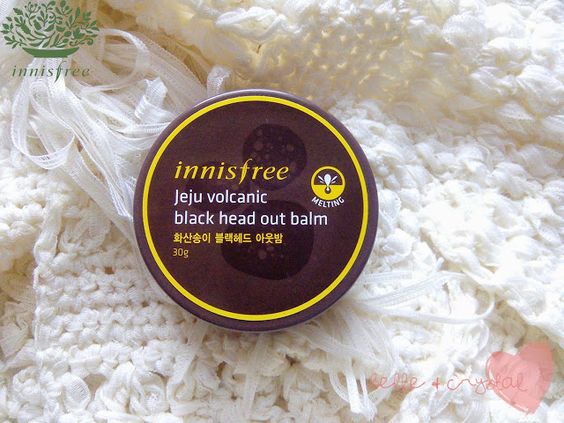 innisfree
innisfree
Jeju volcanic
black head out balm
화산송이 블랙헤드 아웃밤
30g
MELTING
+ crystal